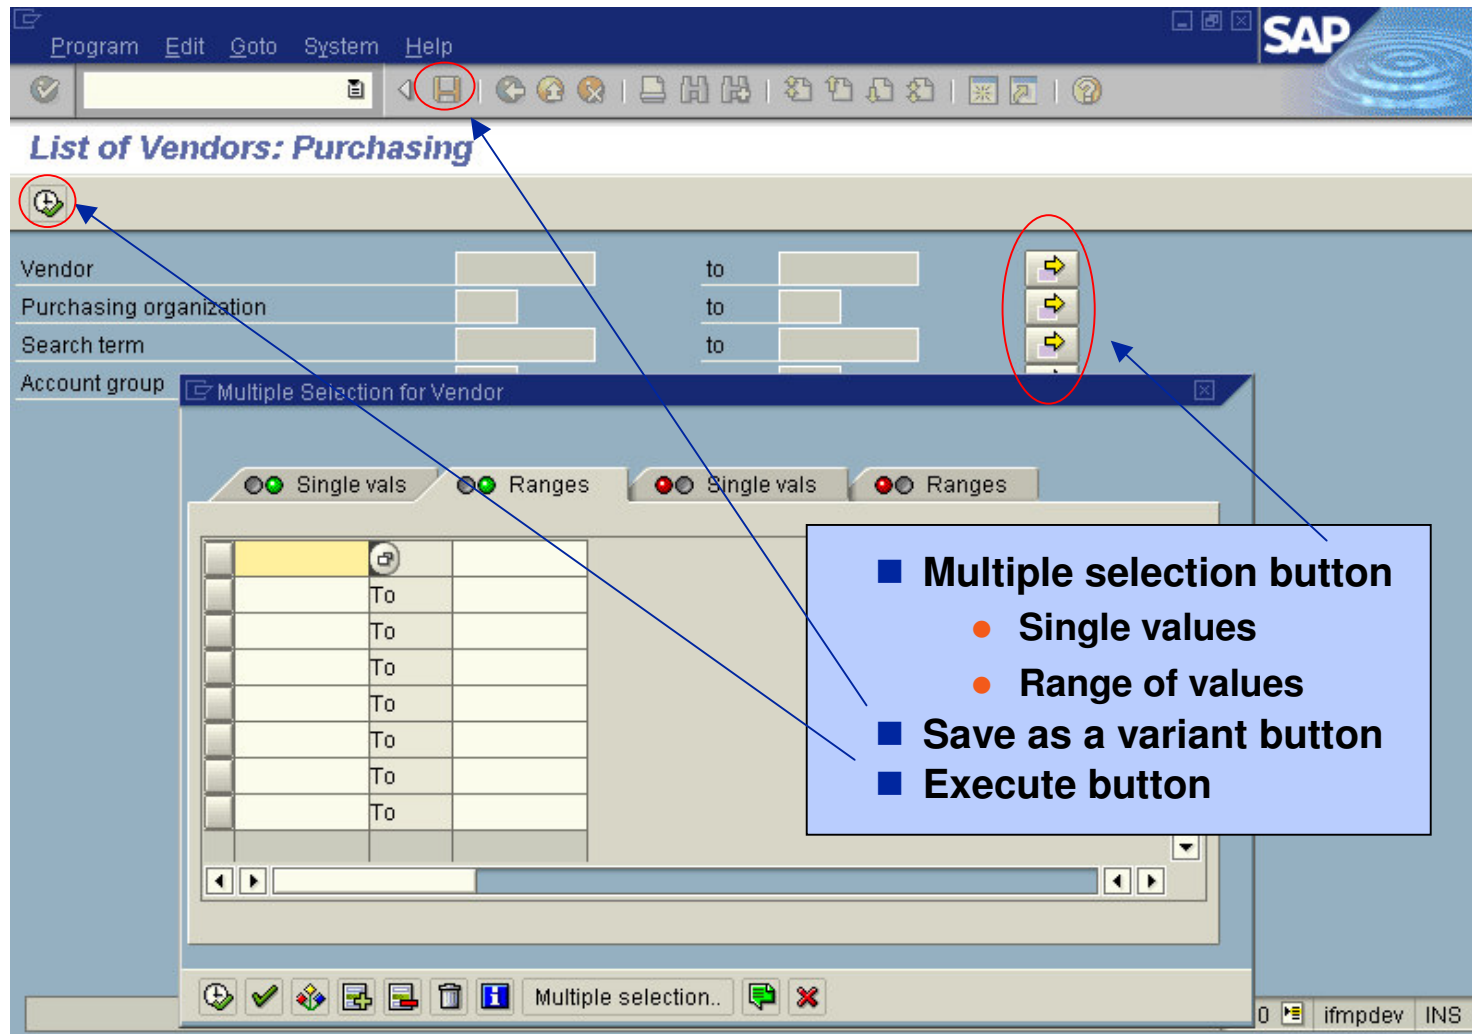 Program Edit Goto System Help
SAP
List of Vendors: Purchasing
Vendor to
Purchasing organization to
Search term to
Account group
Multiple Selection for Vendor
Single vals Ranges Single vals Ranges
To
To
To
To
To
To
To
Multiple selection button
Single values
Range of values
Save as a variant button
Execute button
Multiple selection..
0 ifmpdev INS